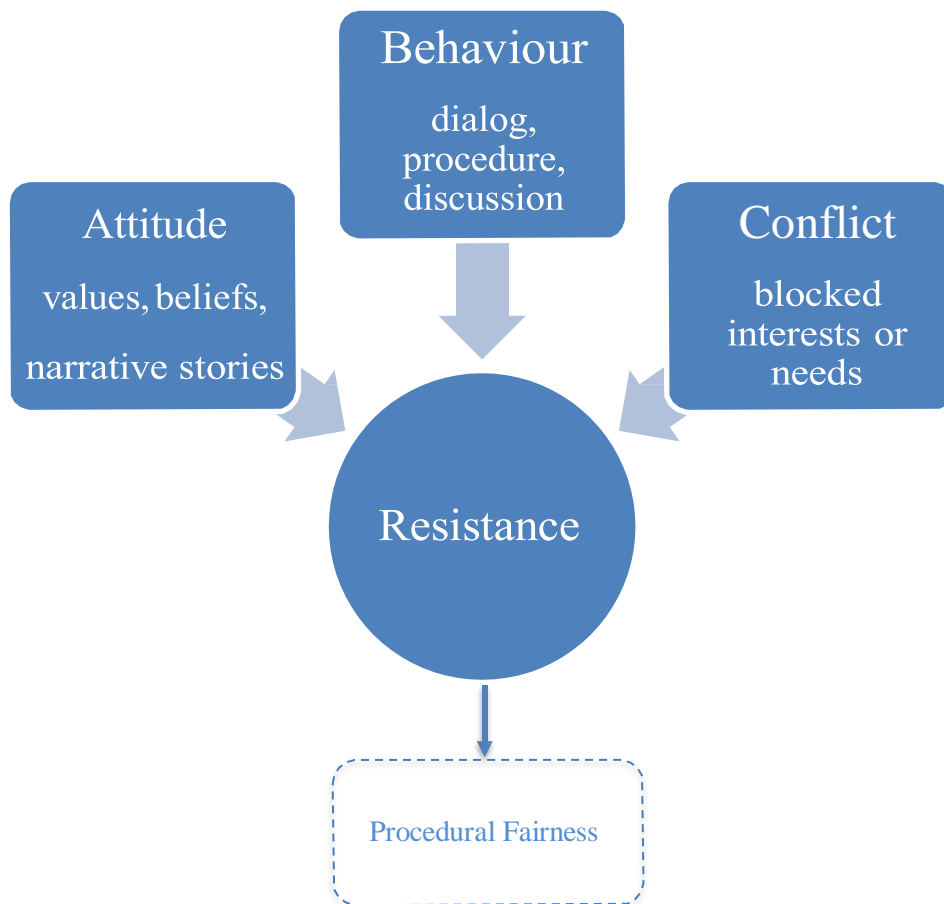 Behaviour
dialog,
procedure,
discussion
Attitude
values, beliefs,
narrative stories
Conflict
blocked
interests or
needs
Resistance
Procedural Fairness